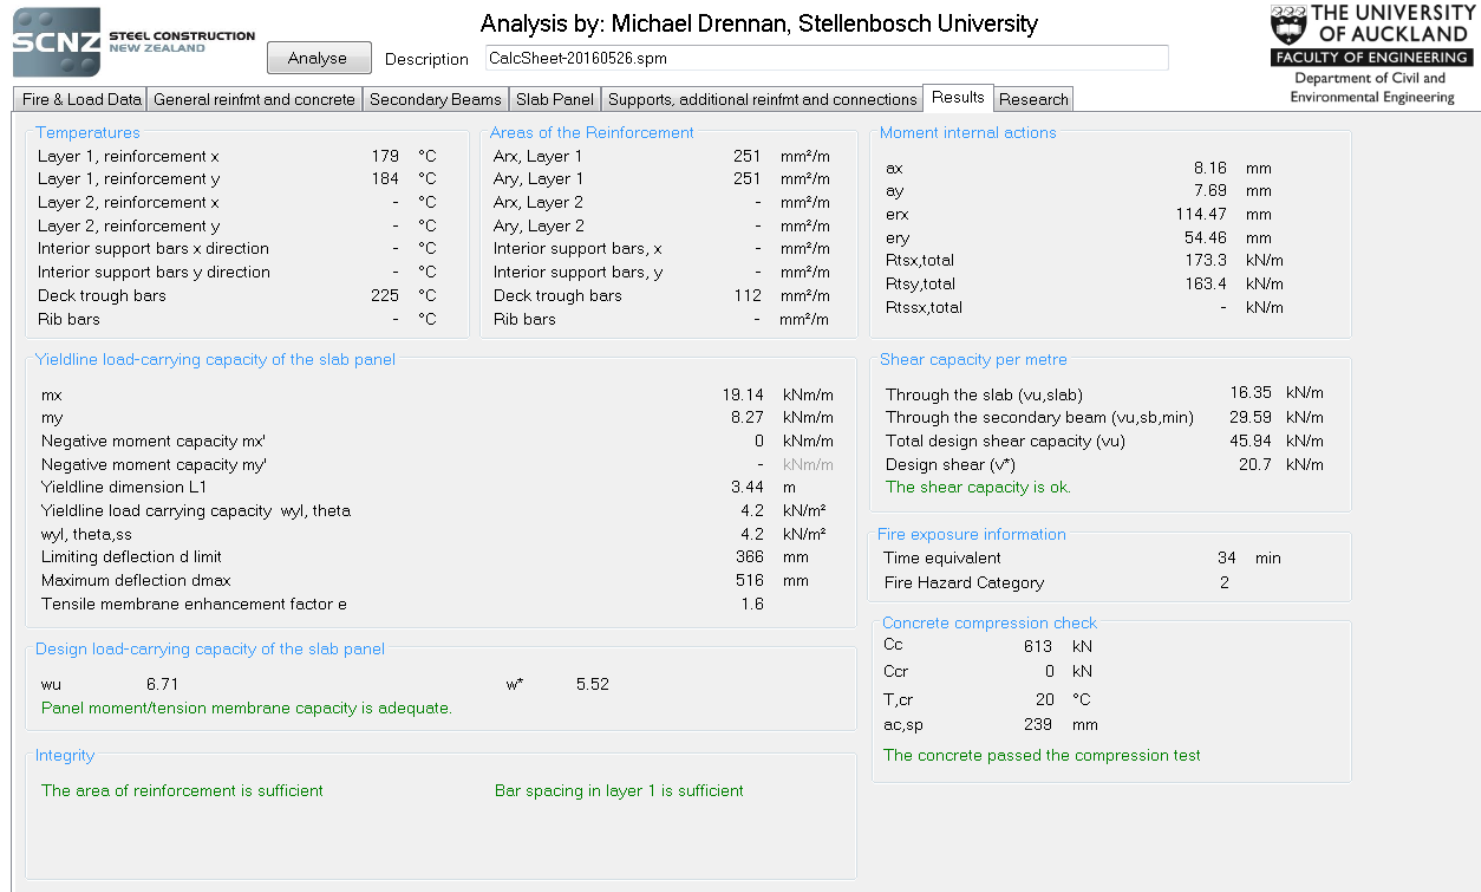 SCNZ STEEL CONSTRUCTION
NEW ZEALAND
Analysis by: Michael Drennan, Stellenbosch University
THE UNIVERSITY
OF AUCKLAND
FACULTY OF ENGINEERING
Department of Civil and
Environmental Engineering
Analyse Description CalcSheet-20160526.spm
Fire & Load Data General reinfmt and concrete Secondary Beams Slab Panel Supports, additional reinfmt and connections Results Research
Temperatures
Layer 1, reinforcement x 179 °C
Layer 1, reinforcement y 184 °C
Layer 2, reinforcement x - °C
Layer 2, reinforcement y - °C
Interior support bars x direction - °C
Interior support bars y direction - °C
Deck trough bars 225 °C
Rib bars - °C
Areas of the Reinforcement
Arx, Layer 1 251 mm²/m
Ary, Layer 1 251 mm²/m
Arx, Layer 2 - mm²/m
Ary, Layer 2 - mm²/m
Interior support bars, x - mm²/m
Interior support bars, y - mm²/m
Deck trough bars 112 mm²/m
Rib bars - mm²/m
Moment internal actions
ax 8.16 mm
ay 7.69 mm
erx 114.47 mm
ery 54.46 mm
Rtsx,total 173.3 kN/m
Rtsy,total 163.4 kN/m
Rtssx,total - kN/m
Yieldline load-carrying capacity of the slab panel
mx 19.14 kNm/m
my 8.27 kNm/m
Negative moment capacity mx' 0 kNm/m
Negative moment capacity my' - kNm/m
Yieldline dimension L1 3.44 m
Yieldline load carrying capacity wyl, theta 4.2 kN/m²
wyl, theta,ss 4.2 kN/m²
Limiting deflection d limit 366 mm
Maximum deflection dmax 516 mm
Tensile membrane enhancement factor e 1.6
Shear capacity per metre
Through the slab (vu,slab) 16.35 kN/m
Through the secondary beam (vu,sb,min) 29.59 kN/m
Total design shear capacity (vu) 45.94 kN/m
Design shear (v*) 20.7 kN/m
The shear capacity is ok.
Fire exposure information
Time equivalent 34 min
Fire Hazard Category 2
Design load-carrying capacity of the slab panel
wu 6.71 w* 5.52
Panel moment/tension membrane capacity is adequate.
Concrete compression check
Cc 613 kN
Ccr 0 kN
T,cr 20 °C
ac,sp 239 mm
The concrete passed the compression test
Integrity
The area of reinforcement is sufficient Bar spacing in layer 1 is sufficient